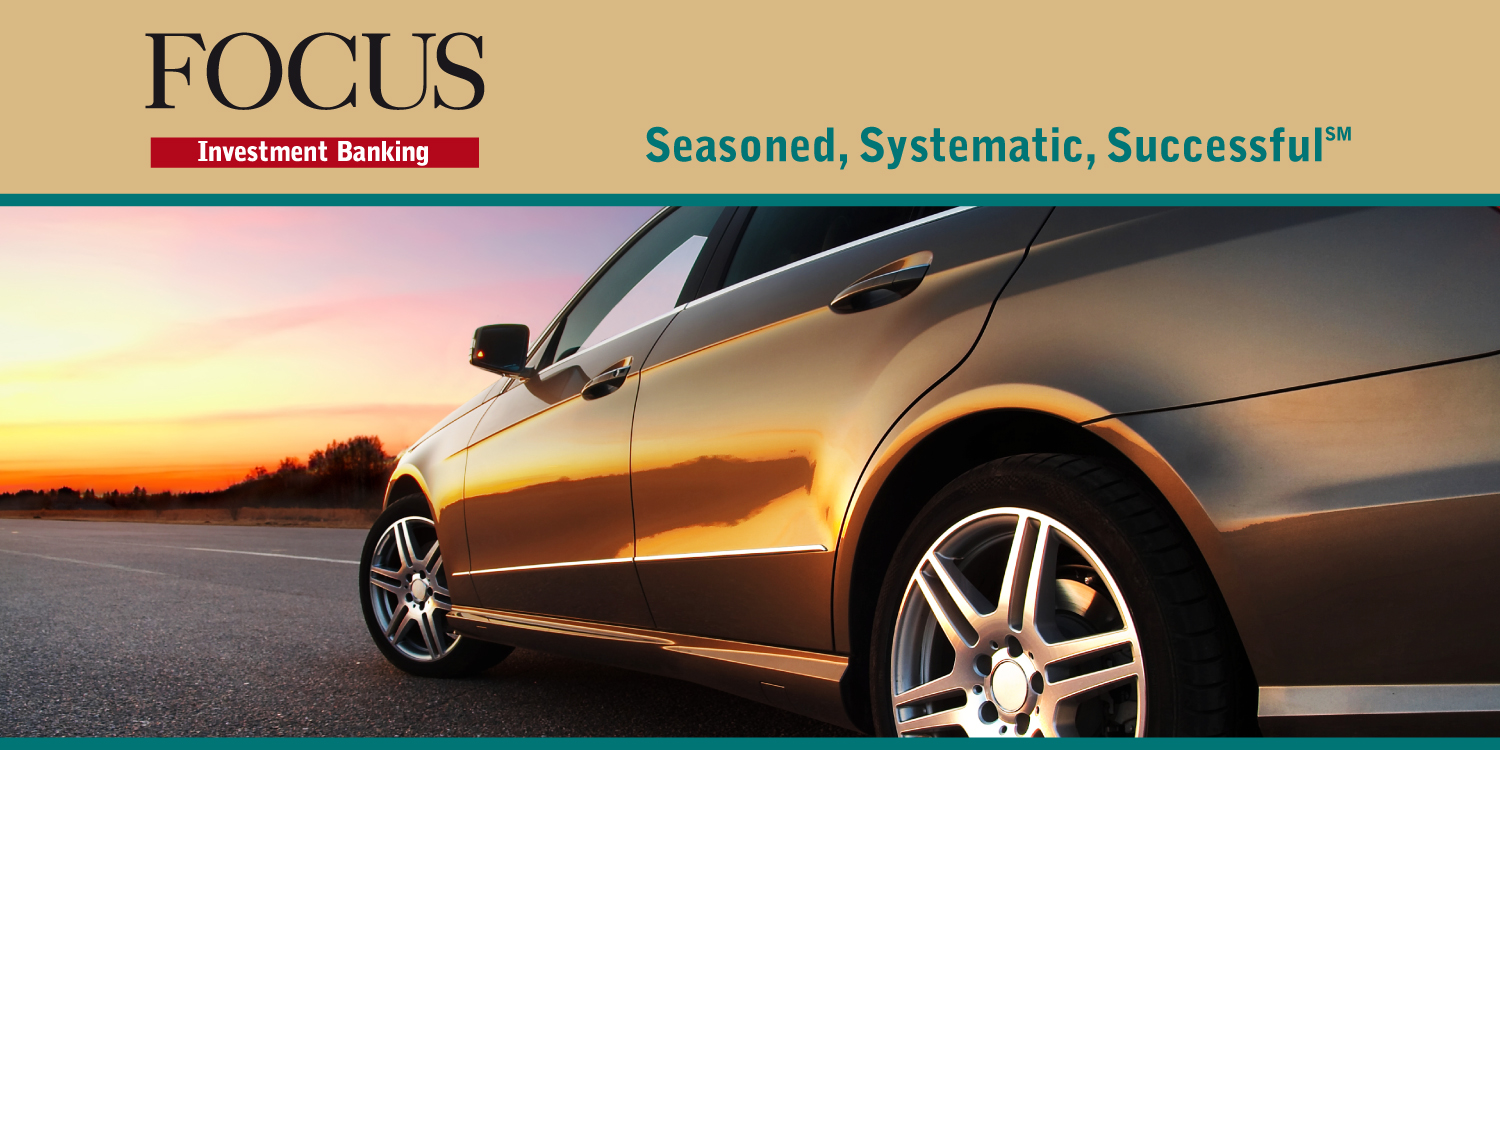 FOCUS
Investment Banking
Seasoned, Systematic, Successful℠